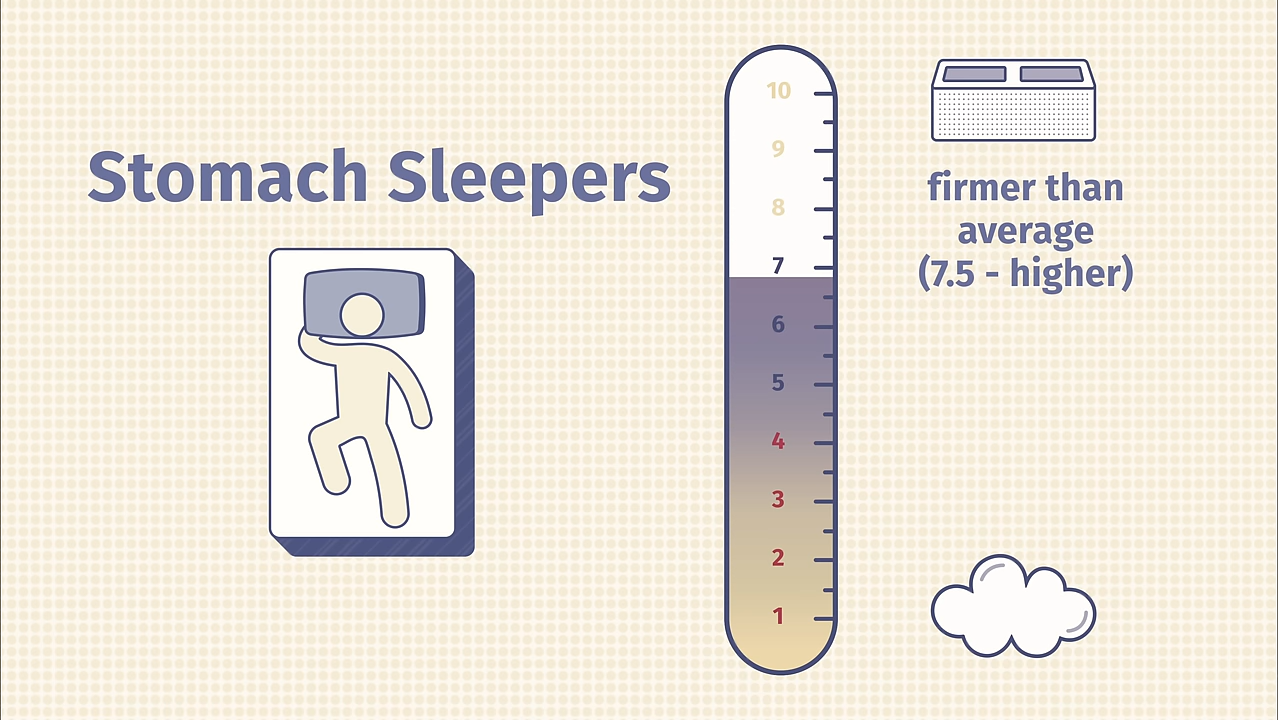 Stomach Sleepers
10
9
8
7
6
5
4
3
2
1
firmer than
average
(7.5 - higher)